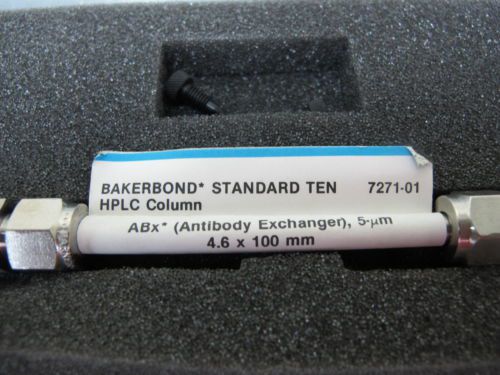 BAKERBOND* STANDARD TEN 7271-01
HPLC Column
ABx* (Antibody Exchanger), 5-μm
4.6 x 100 mm